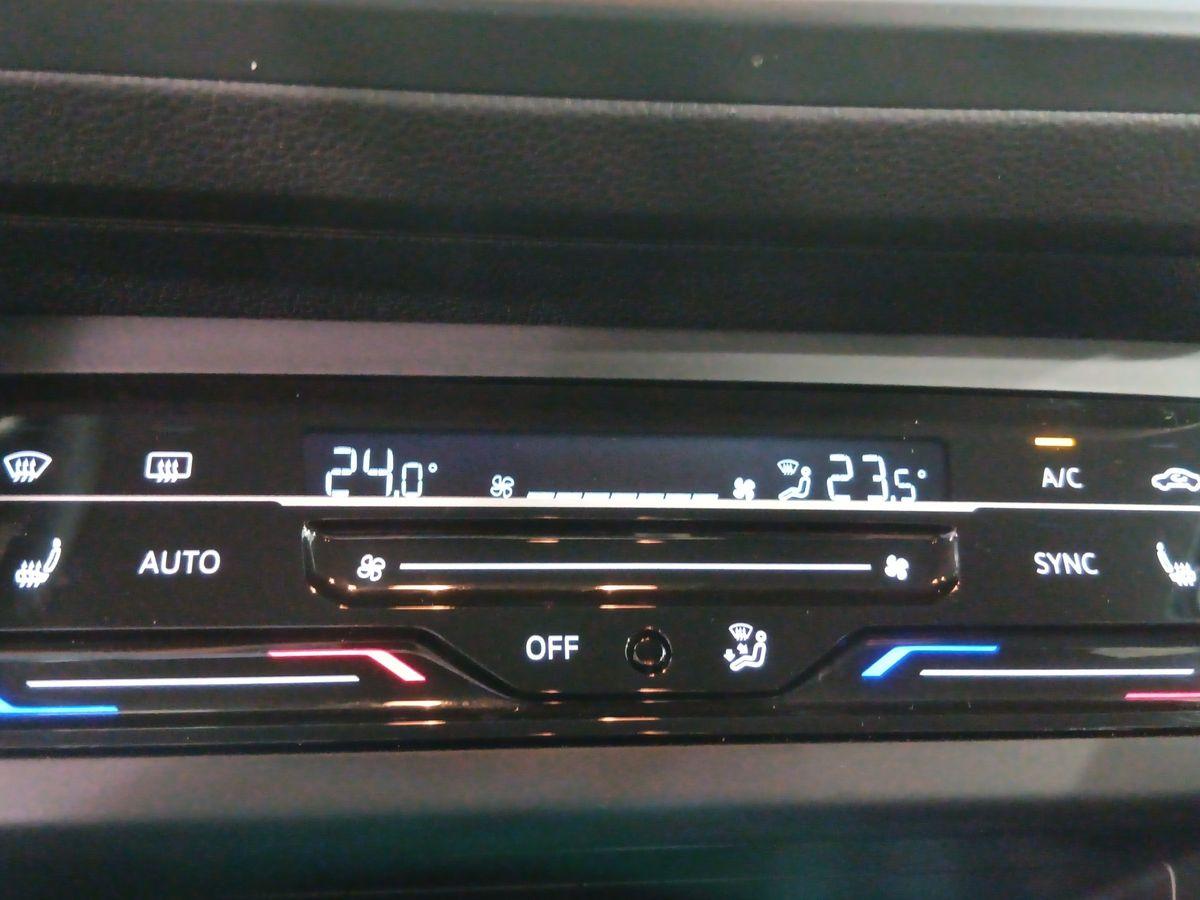 24.0° 23.5° A/C
AUTO SYNC
OFF